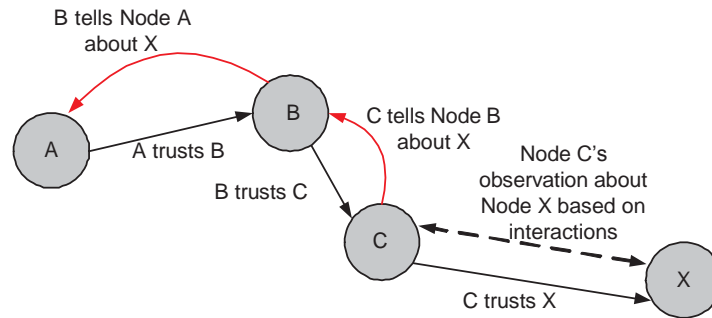 B tells Node A
about X
B
C tells Node B
about X
A
A trusts B
Node C's
observation about
Node X based on
interactions
B trusts C
C
X
C trusts X